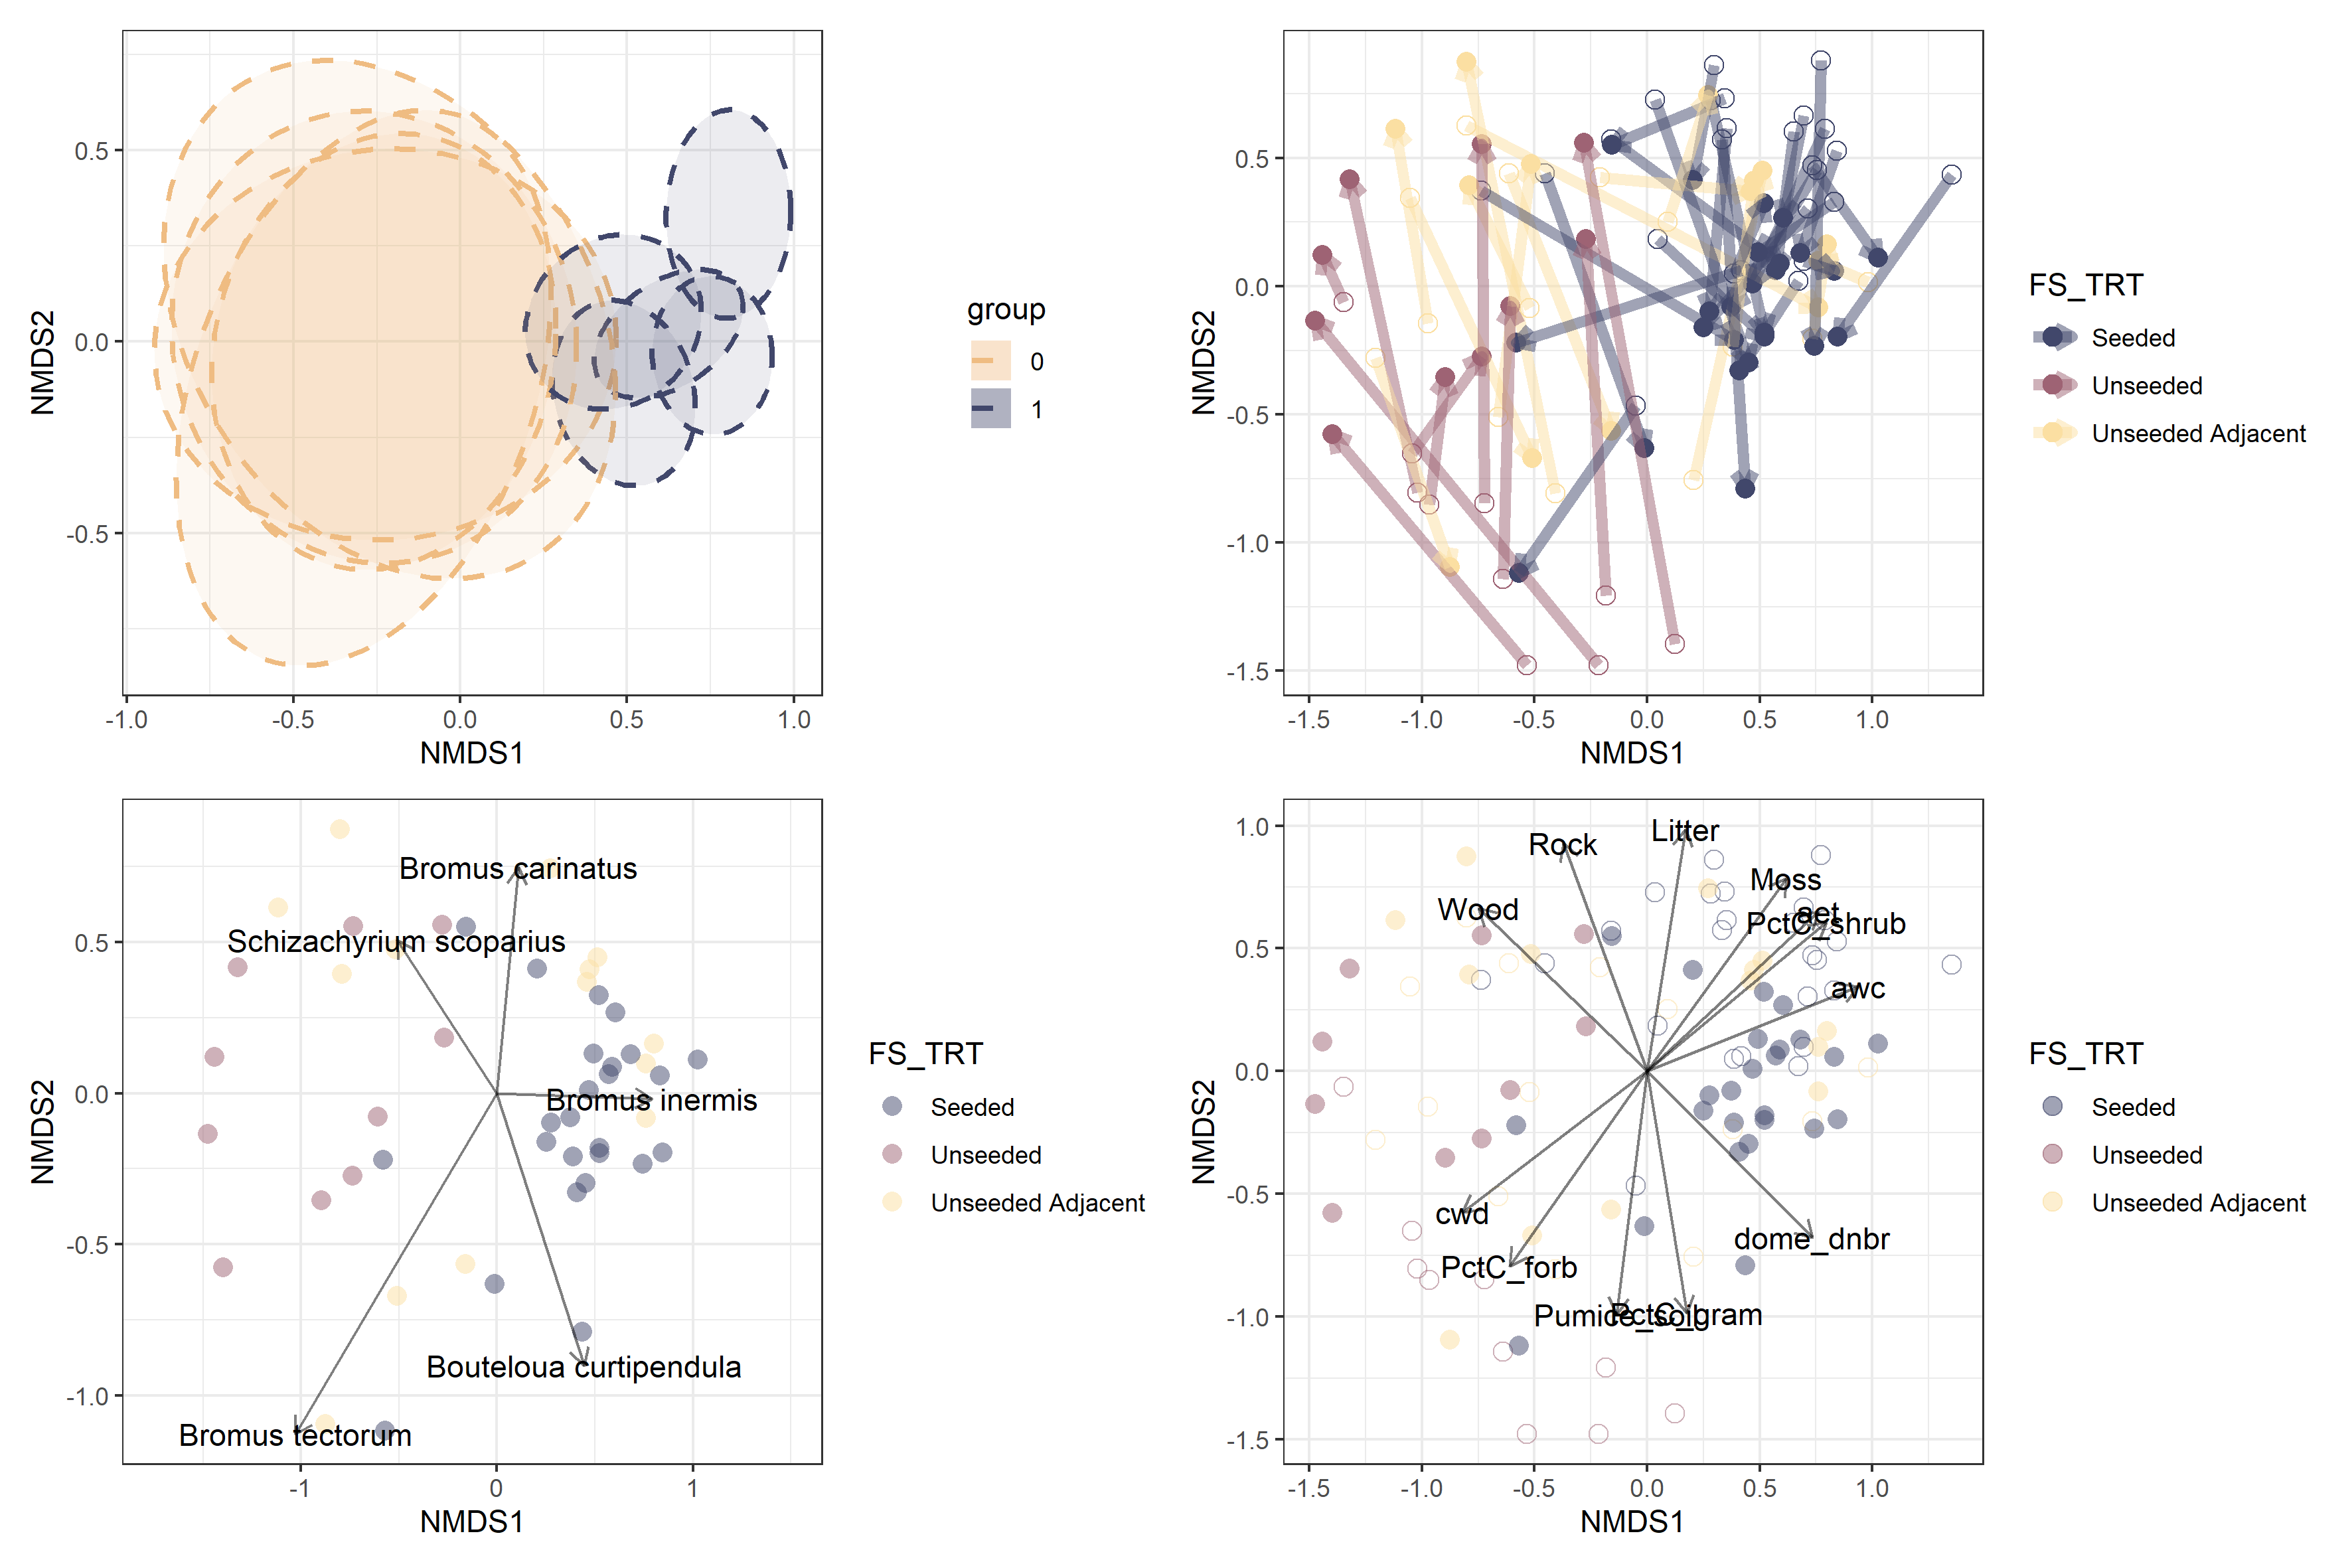 0.5
0.0
-0.5
NMDS2
-1.0 -0.5 0.0 0.5 1.0
NMDS1
group
0
1
0.5
0.0
-0.5
-1.0
-1.5
NMDS2
-1.5 -1.0 -0.5 0.0 0.5 1.0
NMDS1
FS_TRT
Seeded
Unseeded
Unseeded Adjacent
0.5
0.0
-0.5
-1.0
NMDS2
Bromus carinatus
Schizachyrium scoparius
Bromus inermis
Bouteloua curtipendula
Bromus tectorum
-1 0 1
NMDS1
FS_TRT
Seeded
Unseeded
Unseeded Adjacent
1.0
0.5
0.0
-0.5
-1.0
-1.5
NMDS2
Litter
Rock
Moss
Wood
aet
PctC_shrub
awc
cwd
dome_dnbr
PctC_forb
Pumice_soil
PctC_gram
-1.5 -1.0 -0.5 0.0 0.5 1.0
NMDS1
FS_TRT
Seeded
Unseeded
Unseeded Adjacent